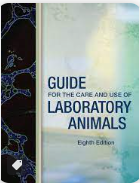 GUIDE
FOR THE CARE AND USE OF
LABORATORY
ANIMALS
Eighth Edition